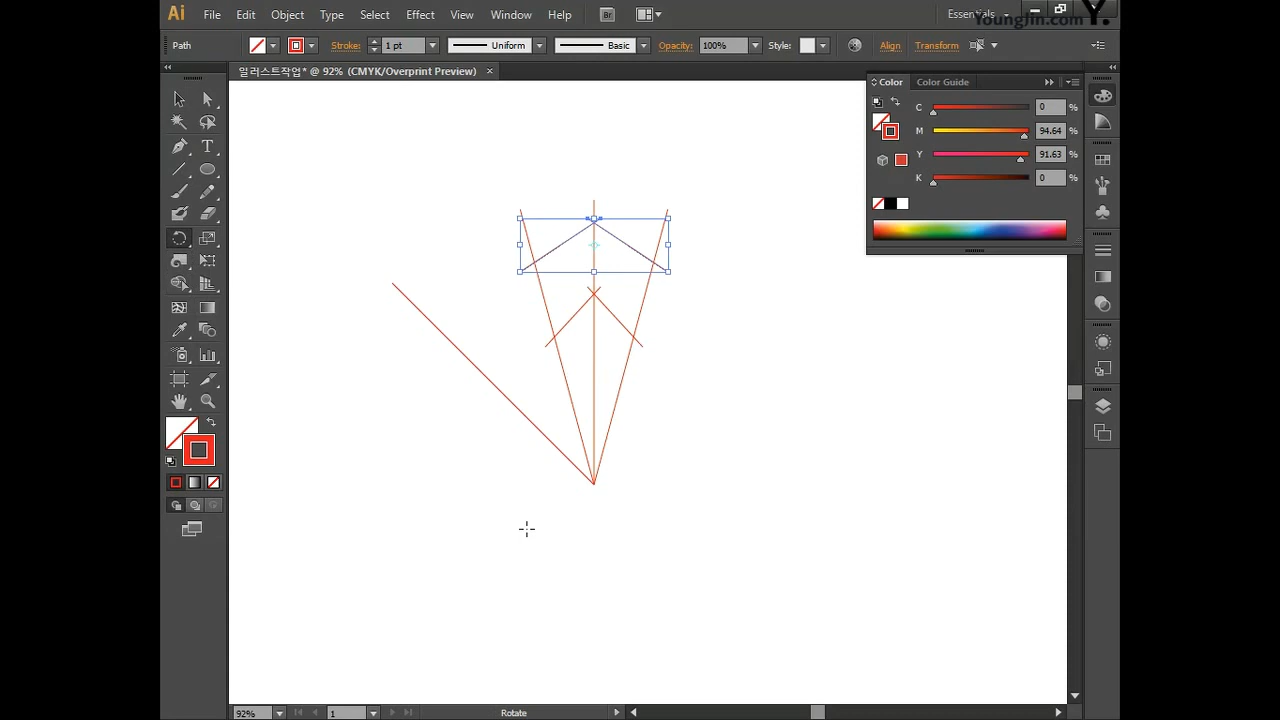 Ai File Edit Object Type Select Effect View Window Help Br Essentials
YoungJin.com Y.
Path Stroke: 1 pt Uniform Basic Opacity: 100% Style: Align Transform
일러스트작업* @ 92% (CMYK/Overprint Preview) ×
Color Color Guide
C 0 %
M 94.64 %
Y 91.63 %
K 0 %
T
92% 1 Rotate